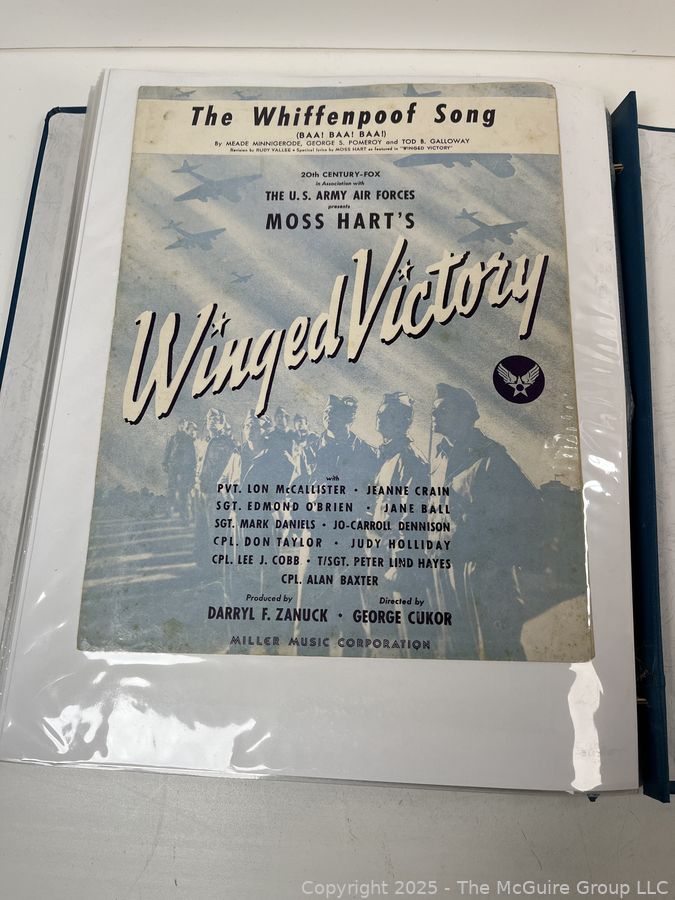 The Whiffenpoof Song
(BAA! BAA! BAA!)
By MEADE MINNIGERODE, GEORGE S. POMEROY and TOD B. GALLOWAY
Revision by RUDY VALLEE • Special lyrics by MOSS HART as featured in "WINGED VICTORY"
20th CENTURY-FOX
in Association with
THE U.S. ARMY AIR FORCES
presents
MOSS HART'S
Winged Victory
with
PVT. LON McCALLISTER • JEANNE CRAIN
SGT. EDMOND O'BRIEN • JANE BALL
SGT. MARK DANIELS • JO-CARROLL DENNISON
CPL. DON TAYLOR • JUDY HOLLIDAY
CPL. LEE J. COBB • T/SGT. PETER LIND HAYES
CPL. ALAN BAXTER
Produced by Directed by
DARRYL F. ZANUCK • GEORGE CUKOR
MILLER MUSIC CORPORATION
Copyright 2025 - The McGuire Group LLC